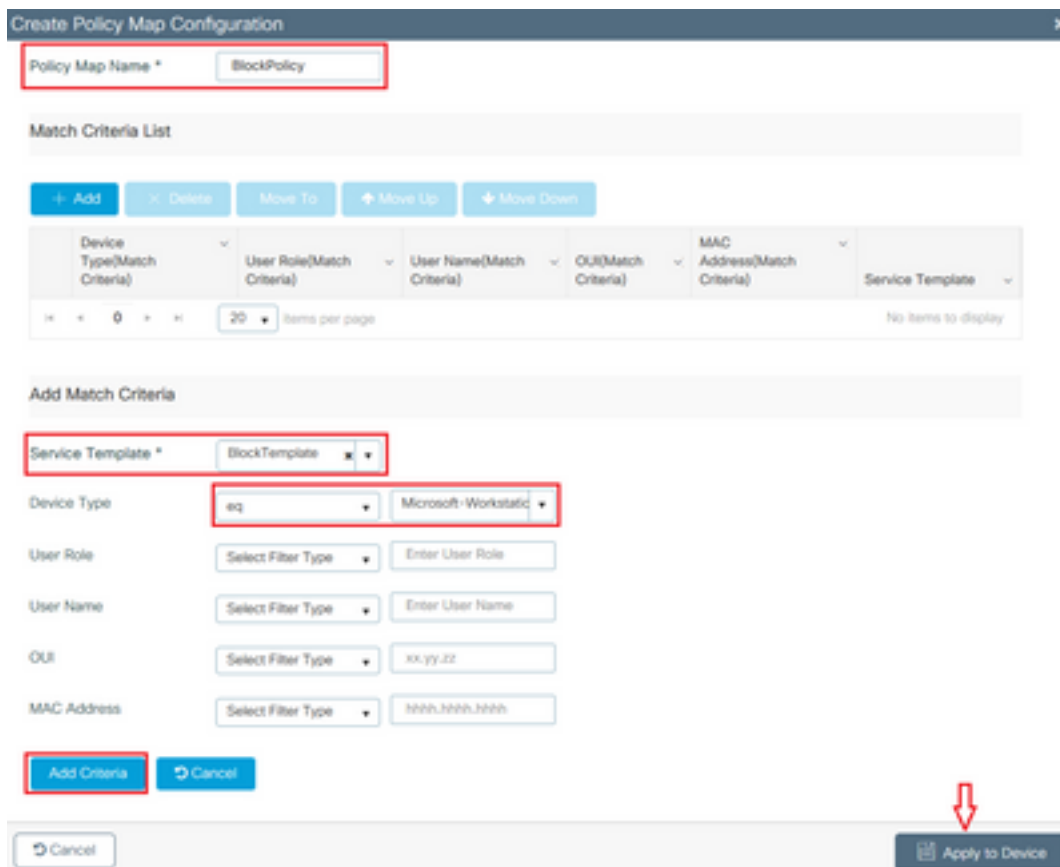 Create Policy Map Configuration
Policy Map Name * BlockPolicy
Match Criteria List
+ Add × Delete Move To Move Up Move Down
Device Type(Match Criteria) User Role(Match Criteria) User Name(Match Criteria) OUI(Match Criteria) MAC Address(Match Criteria) Service Template
0 20 items per page No items to display
Add Match Criteria
Service Template * BlockTemplate
Device Type eq Microsoft-Workstatic
User Role Select Filter Type Enter User Role
User Name Select Filter Type Enter User Name
OUI Select Filter Type xx.yy.zz
MAC Address Select Filter Type hhhh.hhhh.hhhh
Add Criteria Cancel
Cancel Apply to Device